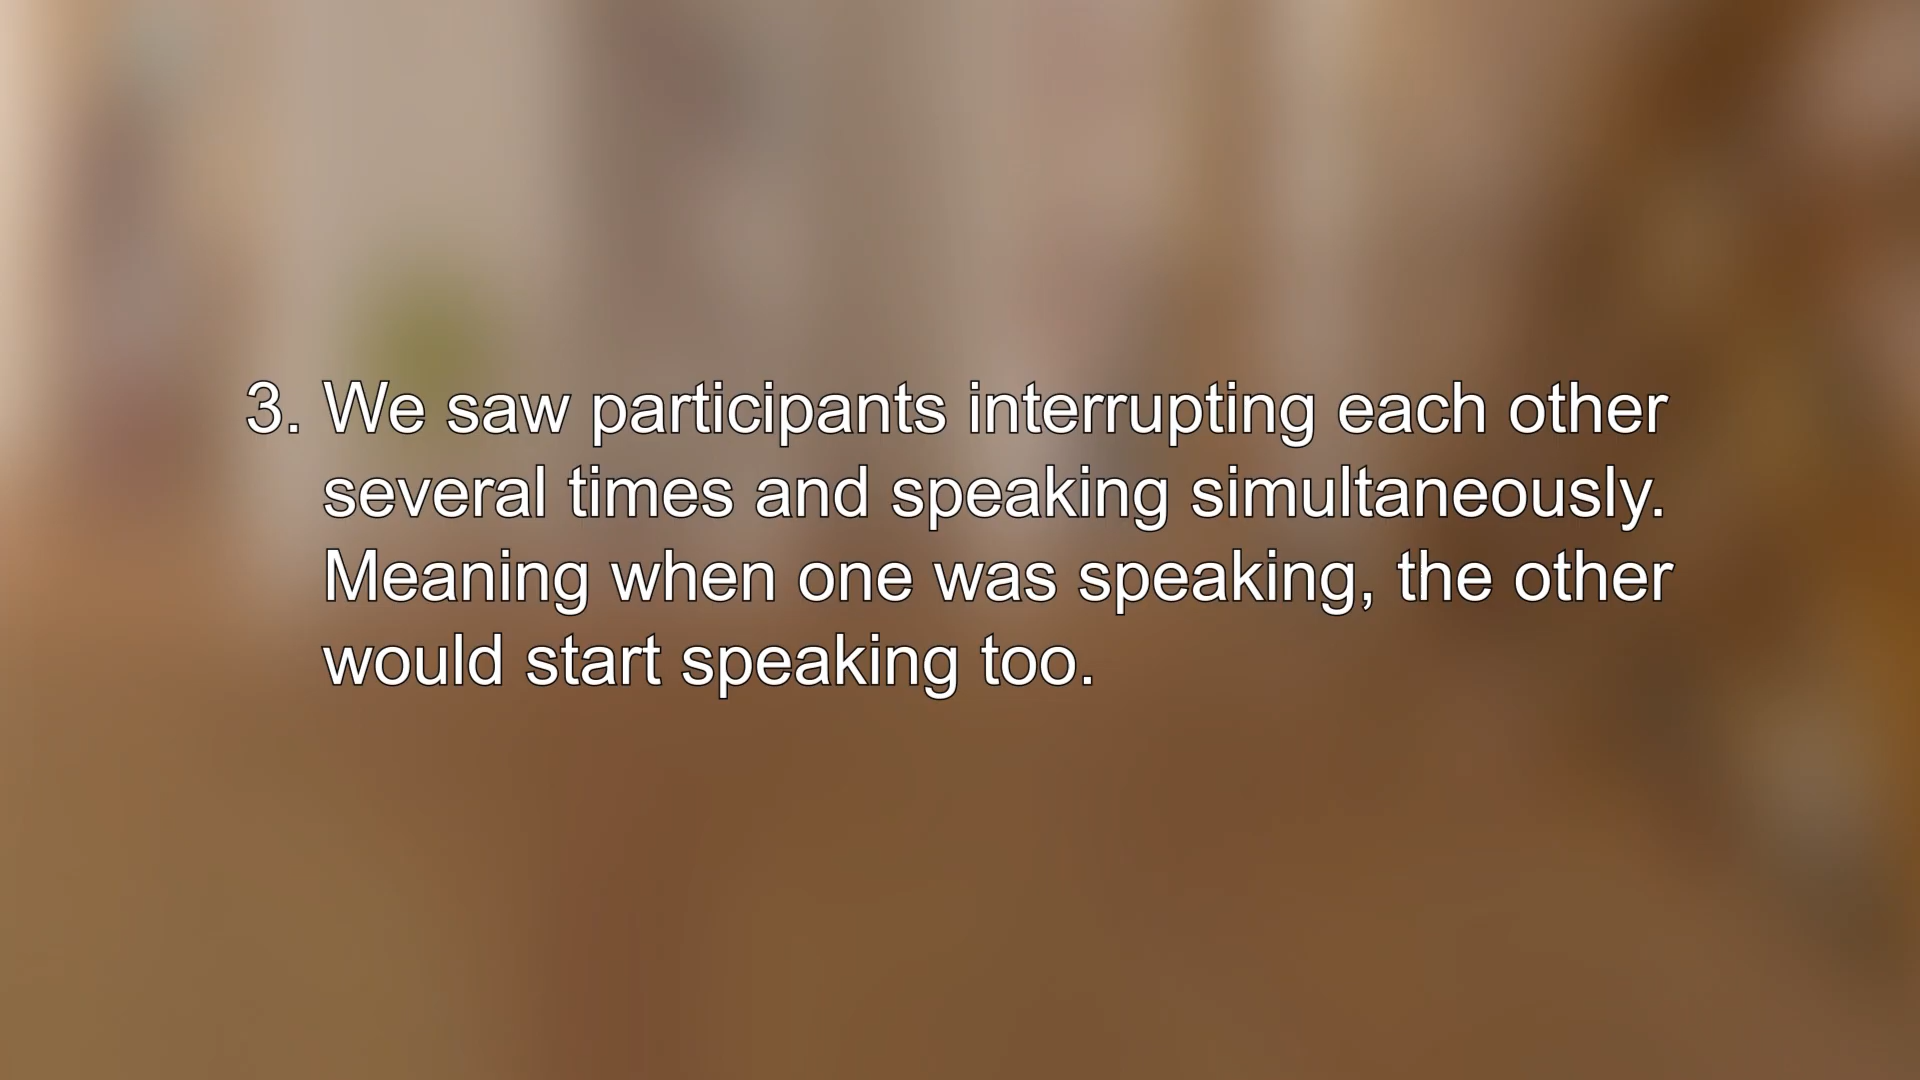 3. We saw participants interrupting each other
several times and speaking simultaneously.
Meaning when one was speaking, the other
would start speaking too.